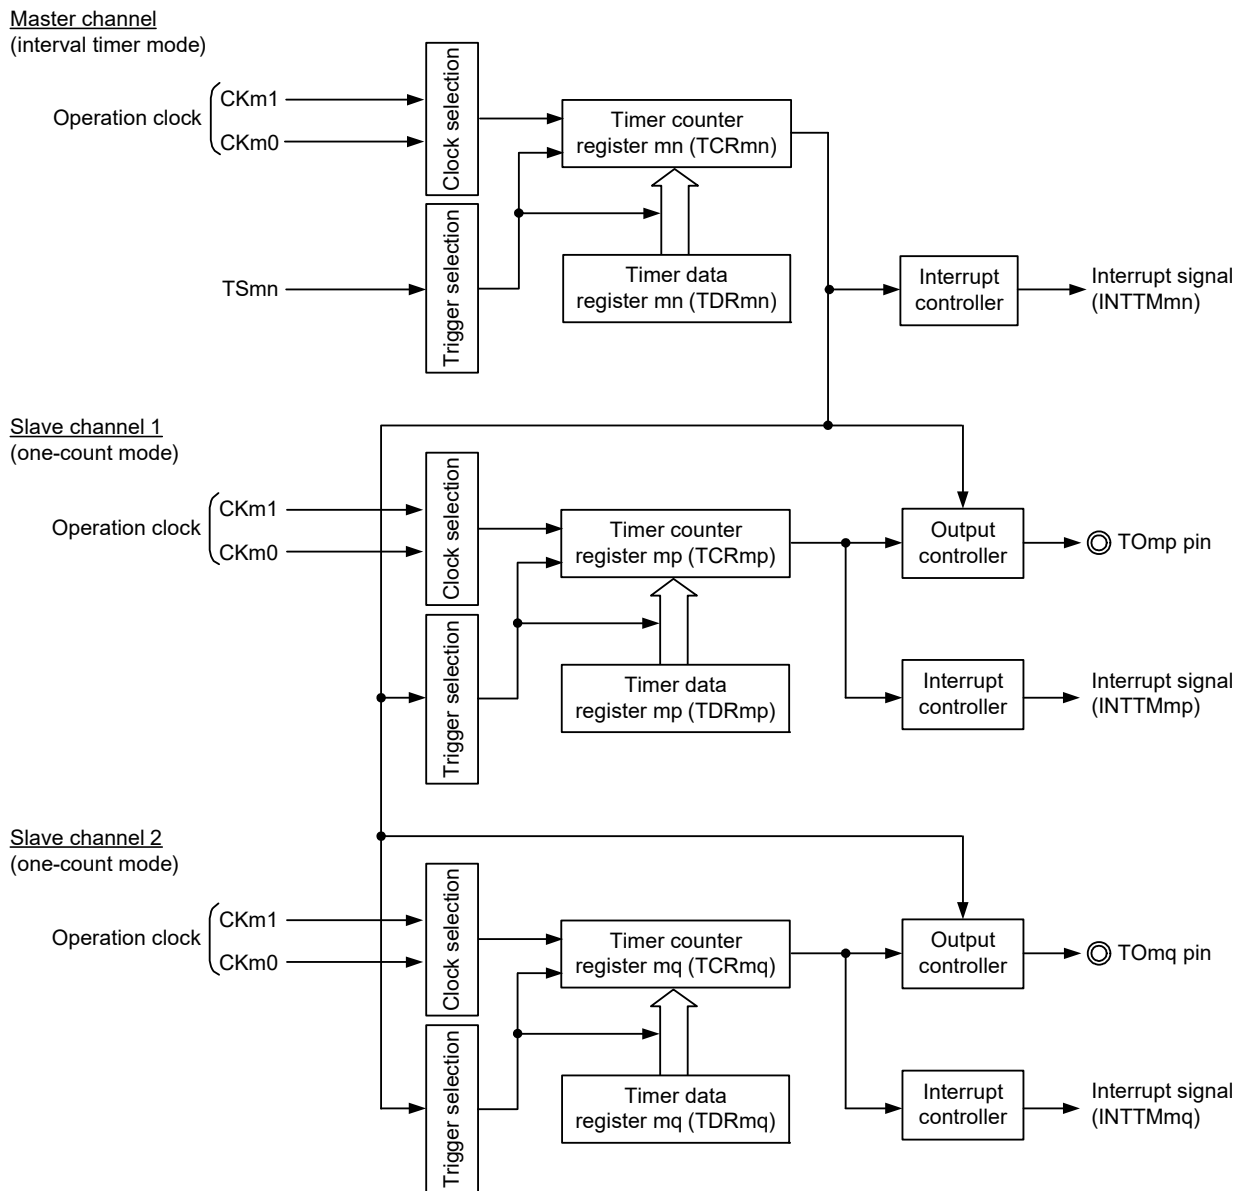 Master channel
(interval timer mode)
Operation clock
CKm1
CKm0
Clock selection
Timer counter
register mn (TCRmn)
TSmn
Trigger selection
Timer data
register mn (TDRmn)
Interrupt
controller
Interrupt signal
(INTTMmn)
Slave channel 1
(one-count mode)
Operation clock
CKm1
CKm0
Clock selection
Timer counter
register mp (TCRmp)
Output
controller
TOmp pin
Trigger selection
Timer data
register mp (TDRmp)
Interrupt
controller
Interrupt signal
(INTTMmp)
Slave channel 2
(one-count mode)
Operation clock
CKm1
CKm0
Clock selection
Timer counter
register mq (TCRmq)
Output
controller
TOmq pin
Trigger selection
Timer data
register mq (TDRmq)
Interrupt
controller
Interrupt signal
(INTTMmq)